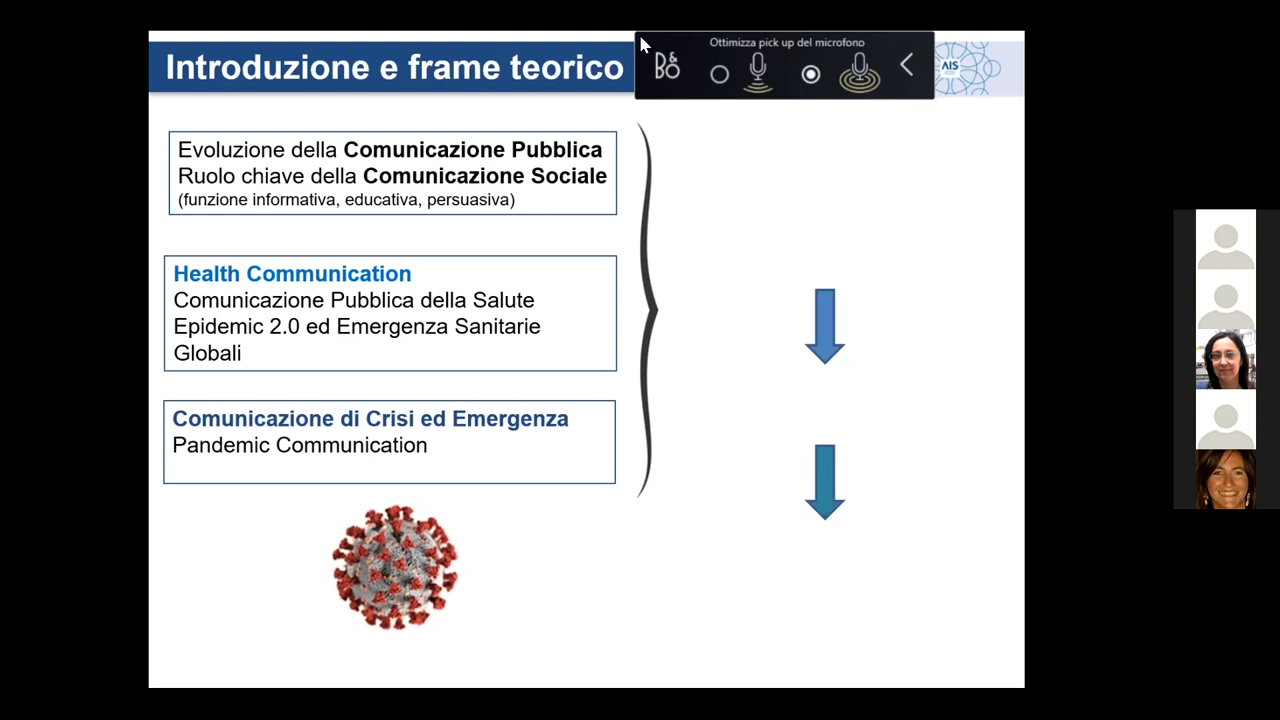 Introduzione e frame teorico
Ottimizza pick up del microfono
B&O
AIS
Evoluzione della Comunicazione Pubblica
Ruolo chiave della Comunicazione Sociale
(funzione informativa, educativa, persuasiva)
Health Communication
Comunicazione Pubblica della Salute
Epidemic 2.0 ed Emergenza Sanitarie
Globali
Comunicazione di Crisi ed Emergenza
Pandemic Communication